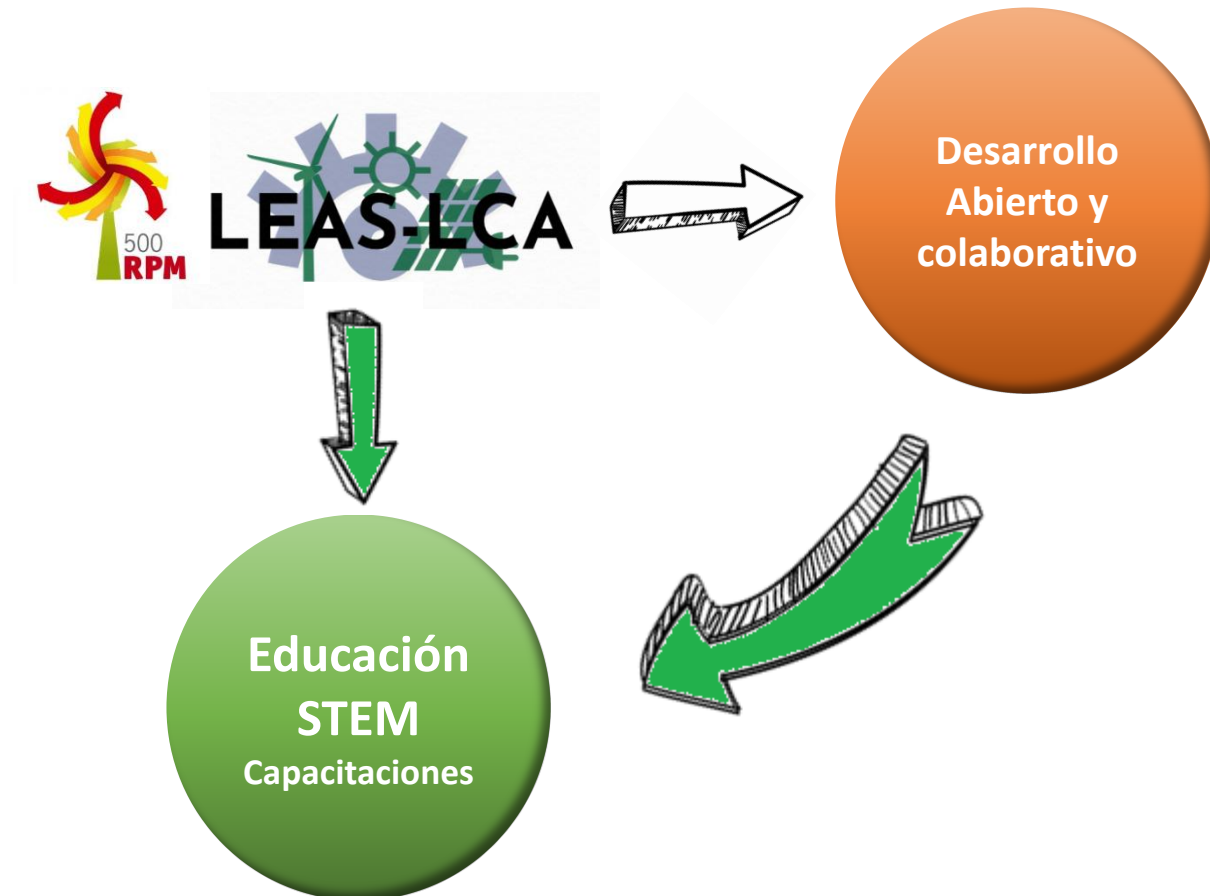 500
RPM
LEAS-LCA
Desarrollo
Abierto y
colaborativo
Educación
STEM
Capacitaciones